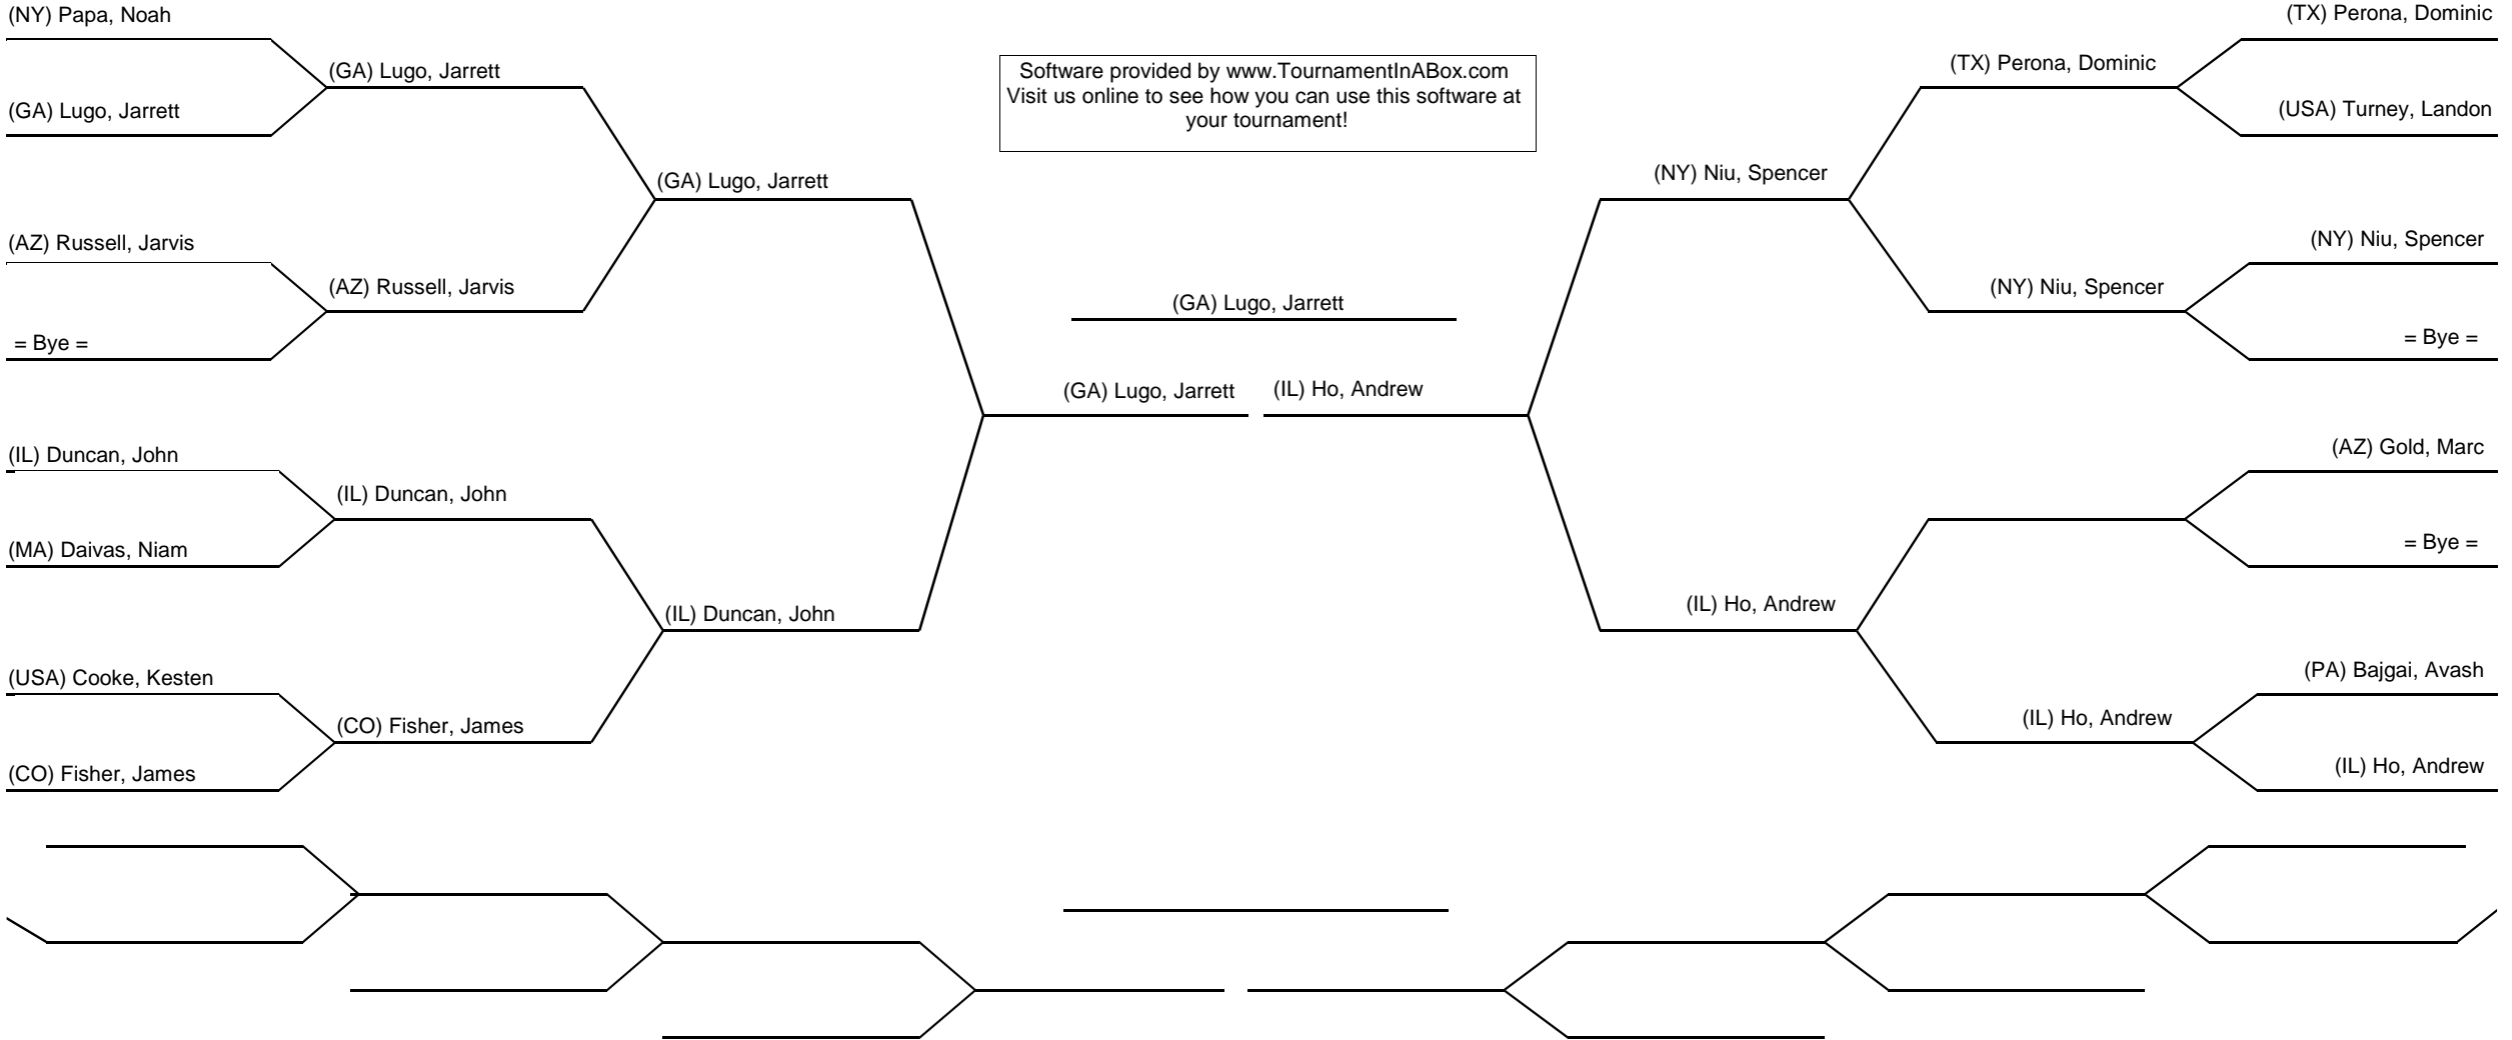 (NY) Papa, Noah
(GA) Lugo, Jarrett
(AZ) Russell, Jarvis
= Bye =
(IL) Duncan, John
(MA) Daivas, Niam
(USA) Cooke, Kesten
(CO) Fisher, James
(GA) Lugo, Jarrett
(AZ) Russell, Jarvis
(IL) Duncan, John
(CO) Fisher, James
(GA) Lugo, Jarrett
(IL) Duncan, John
Software provided by www.TournamentInABox.com
Visit us online to see how you can use this software at
your tournament!
(GA) Lugo, Jarrett
(GA) Lugo, Jarrett
(IL) Ho, Andrew
(NY) Niu, Spencer
(IL) Ho, Andrew
(TX) Perona, Dominic
(NY) Niu, Spencer
(IL) Ho, Andrew
(TX) Perona, Dominic
(USA) Turney, Landon
(NY) Niu, Spencer
= Bye =
(AZ) Gold, Marc
= Bye =
(PA) Bajgai, Avash
(IL) Ho, Andrew